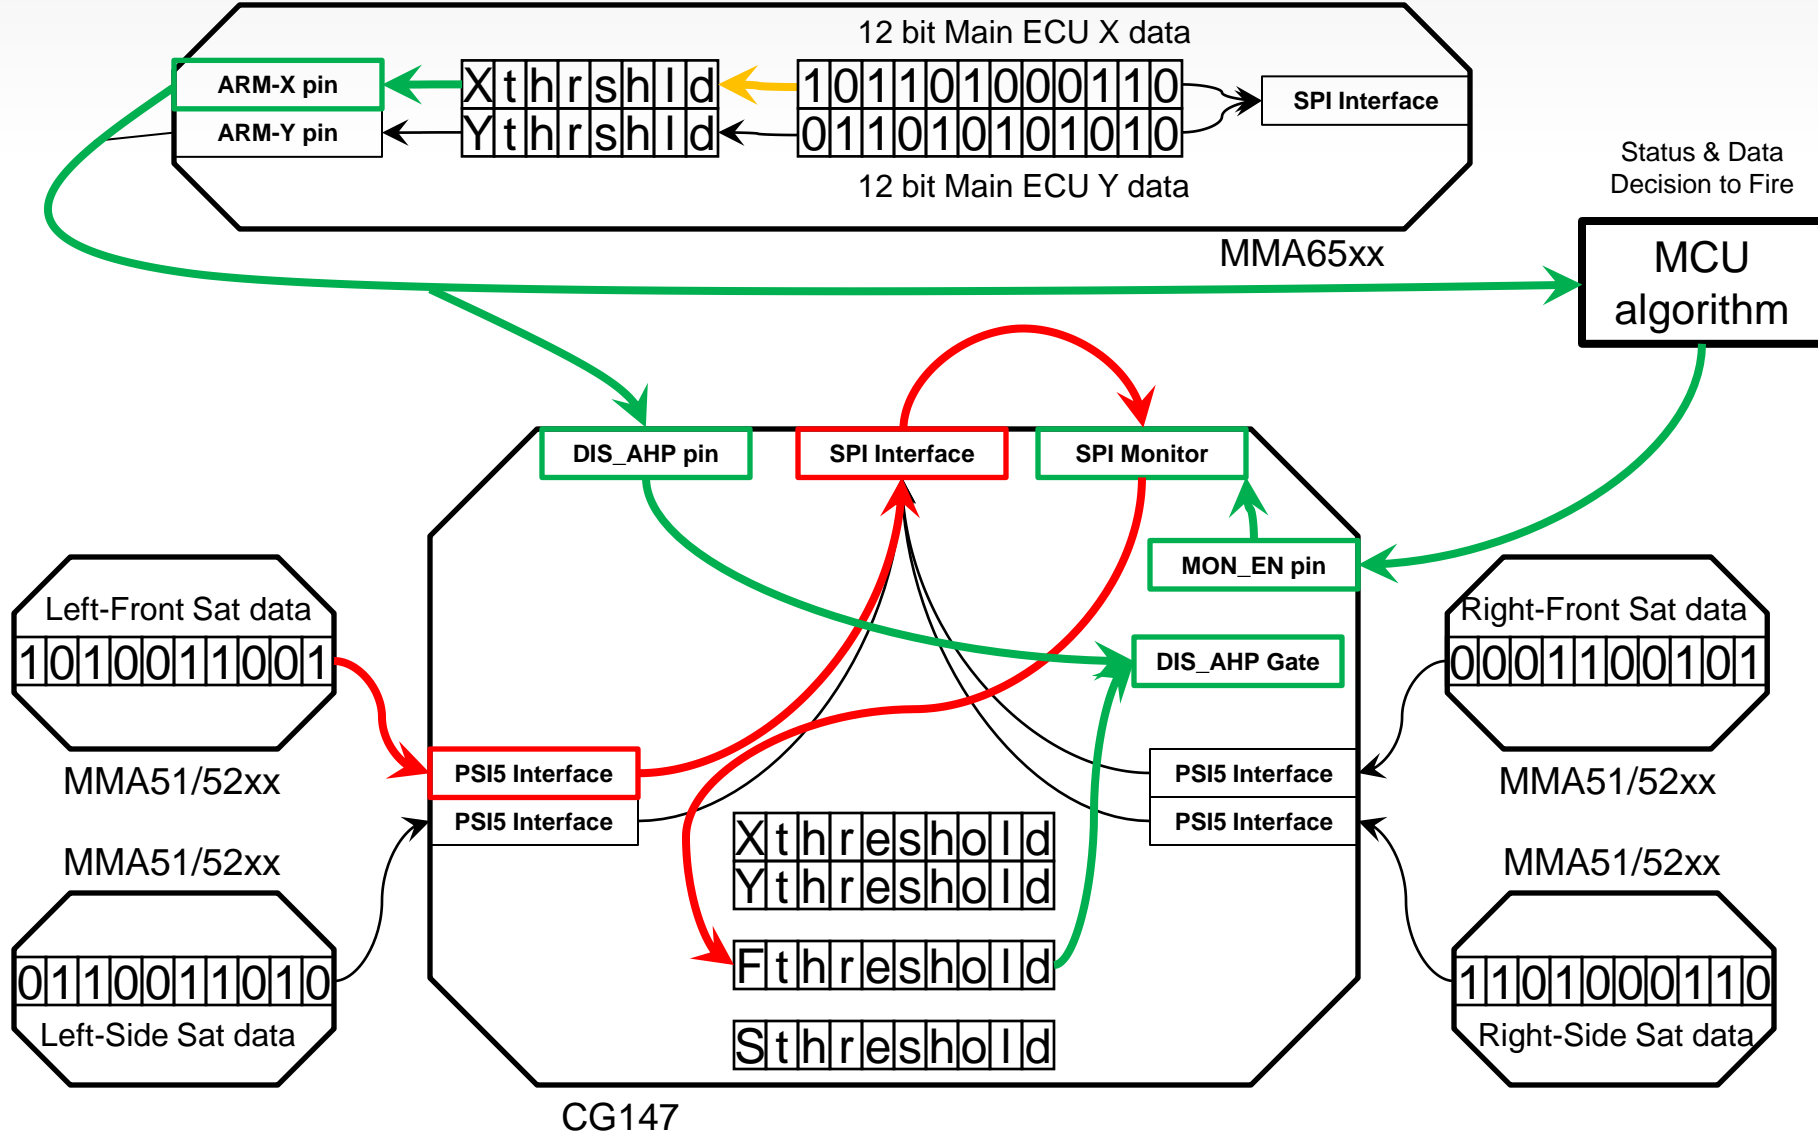 12 bit Main ECU X data
ARM-X pin
Xthrshld
101101000110
SPI Interface
ARM-Y pin
Ythrshld
011010101010
12 bit Main ECU Y data
MMA65xx
Status & Data
Decision to Fire
MCU
algorithm
DIS_AHP pin
SPI Interface
SPI Monitor
MON_EN pin
DIS_AHP Gate
Left-Front Sat data
1010011001
MMA51/52xx
Right-Front Sat data
0001100101
MMA51/52xx
PSI5 Interface
PSI5 Interface
PSI5 Interface
PSI5 Interface
Xthreshold
Ythreshold
Fthreshold
Sthreshold
MMA51/52xx
0110011010
Left-Side Sat data
MMA51/52xx
1101000110
Right-Side Sat data
CG147